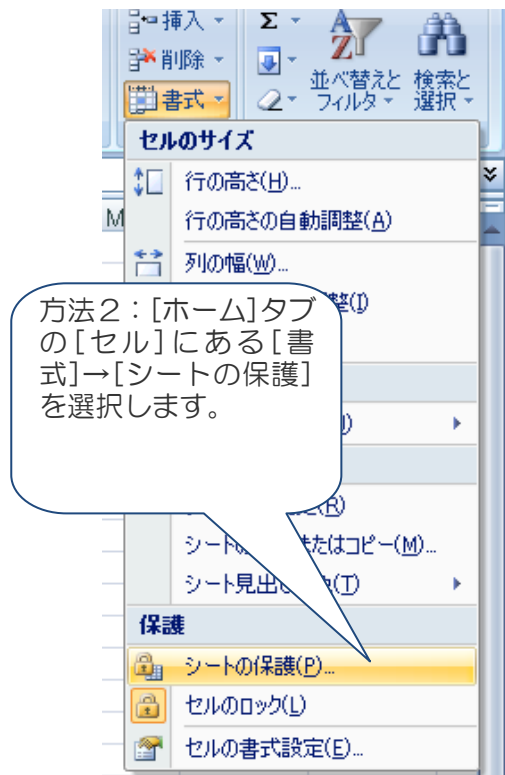 挿入
Σ
削除
書式
並べ替えと
フィルタ
検索と
選択
セルのサイズ
行の高さ(H)...
M
行の高さの自動調整(A)
列の幅(W)...
方法２：[ホーム]タブ
の[セル]にある[書
式]→[シートの保護]
を選択します。
整(I)
(R)
シートの
またはコピー(M)...
シート見出し
(T)
保護
シートの保護(P)...
セルのロック(L)
セルの書式設定(E)...